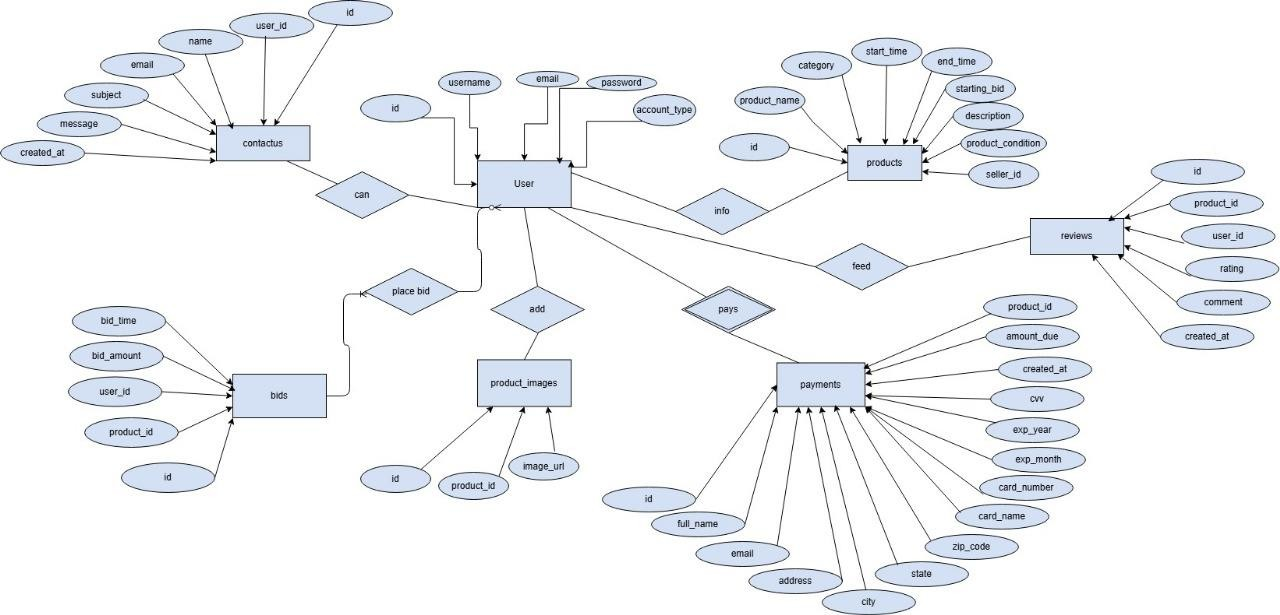 id
user_id
name
email
subject
message
created_at
contactus
can
username
email
password
id
account_type
User
start_time
category
end_time
starting_bid
product_name
description
product_condition
id
seller_id
products
info
id
product_id
user_id
rating
comment
created_at
reviews
feed
place bid
add
pays
bid_time
bid_amount
user_id
product_id
id
bids
product_images
id
product_id
image_url
payments
product_id
amount_due
created_at
cvv
exp_year
exp_month
card_number
card_name
zip_code
state
city
address
email
full_name
id